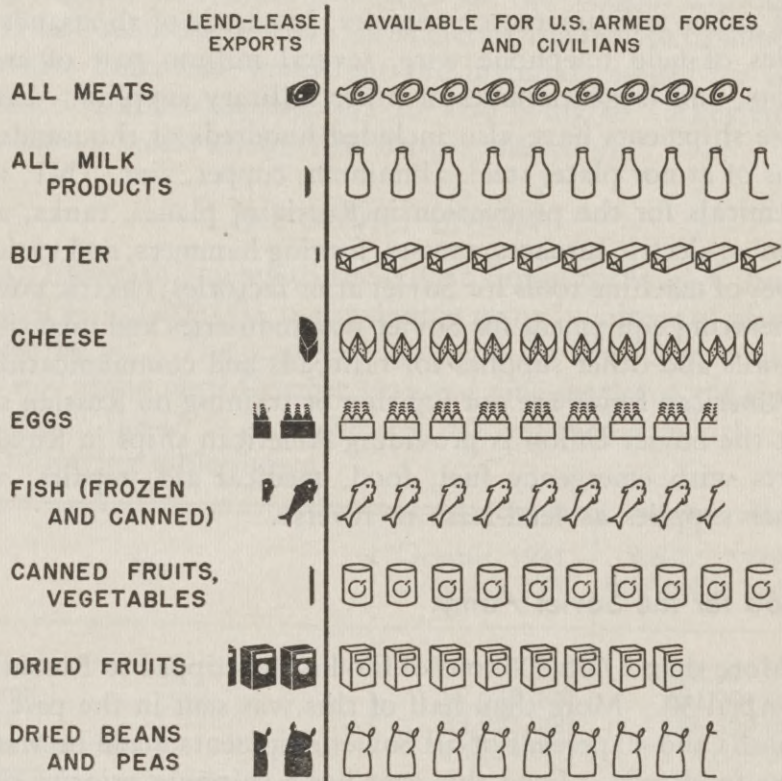 LEND-LEASE
EXPORTS
AVAILABLE FOR U.S. ARMED FORCES
AND CIVILIANS
ALL MEATS
ALL MILK
PRODUCTS
BUTTER
CHEESE
EGGS
FISH (FROZEN
AND CANNED)
CANNED FRUITS,
VEGETABLES
DRIED FRUITS
DRIED BEANS
AND PEAS